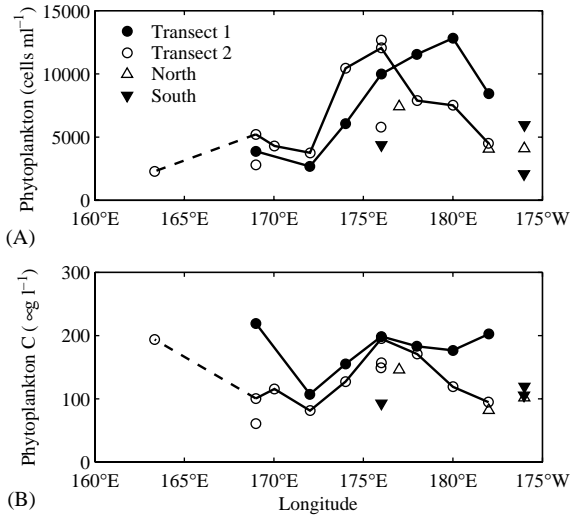 15000
10000
5000
0
Phytoplankton (cells ml⁻¹)
Transect 1
Transect 2
North
South
160°E 165°E 170°E 175°E 180°E 175°W
(A)
300
200
100
0
Phytoplankton C ( ∝g l⁻¹)
160°E 165°E 170°E 175°E 180°E 175°W
Longitude
(B)